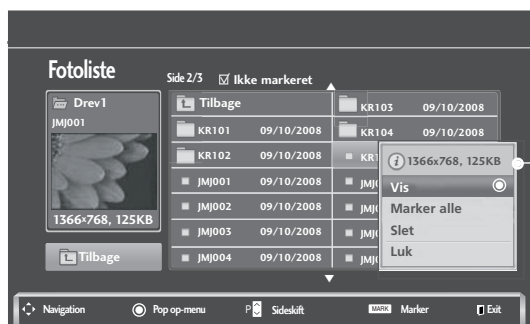 Fotoliste
Side 2/3 ☑ Ikke markeret
Drev1
JMJ001
1366×768, 125KB
Tilbage
Tilbage
KR101 09/10/2008
KR102 09/10/2008
JMJ001 09/10/2008
JMJ002 09/10/2008
JMJ003 09/10/2008
JMJ004 09/10/2008
KR103 09/10/2008
KR104 09/10/2008
1366x768, 125KB
Vis
Marker alle
Slet
Luk
Navigation Pop op-menu P Sideskift MARK Marker Exit